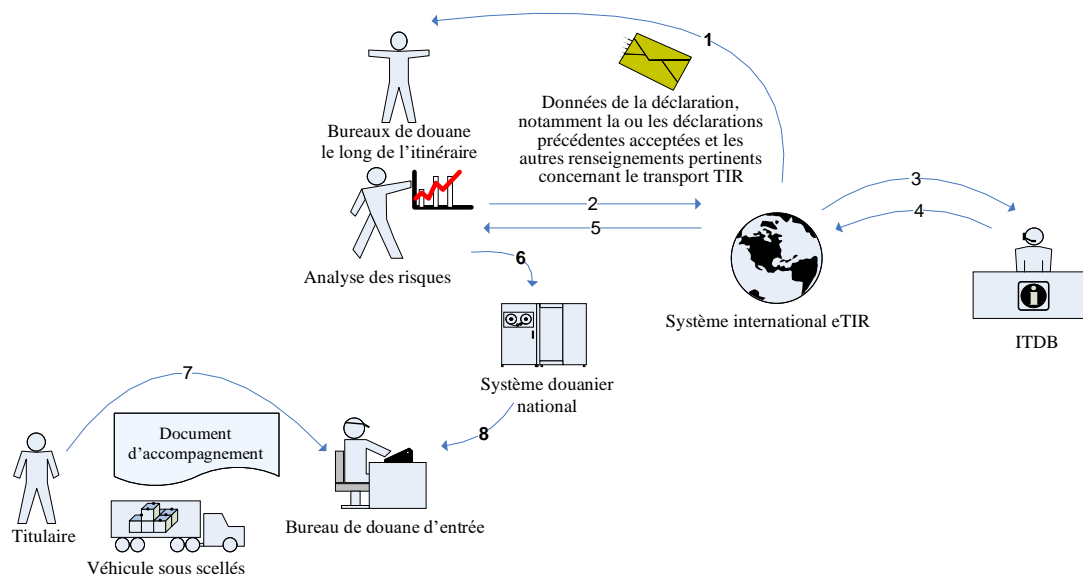 1
Données de la déclaration,
notamment la ou les déclarations
précédentes acceptées et les
autres renseignements pertinents
concernant le transport TIR
Bureaux de douane
le long de l’itinéraire
2
5
3
4
Analyse des risques
6
Système international eTIR
ITDB
Système douanier
national
7
8
Document
d’accompagnement
Titulaire
Véhicule sous scellés
Bureau de douane d’entrée